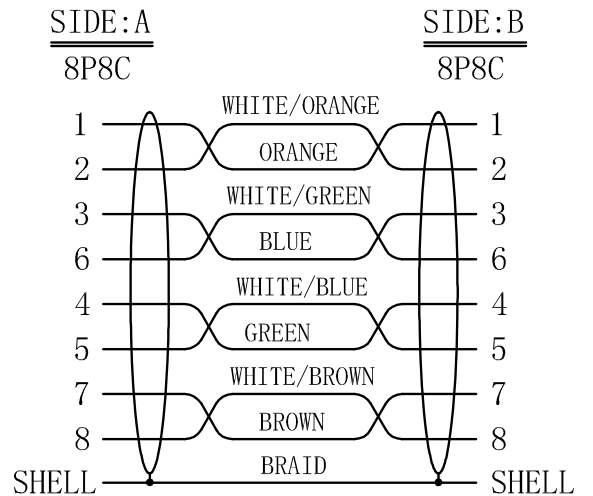 SIDE:A SIDE:B
8P8C 8P8C
WHITE/ORANGE
1 1
ORANGE
2 2
WHITE/GREEN
3 3
BLUE
6 6
WHITE/BLUE
4 4
GREEN
5 5
WHITE/BROWN
7 7
BROWN
8 8
BRAID
SHELL SHELL